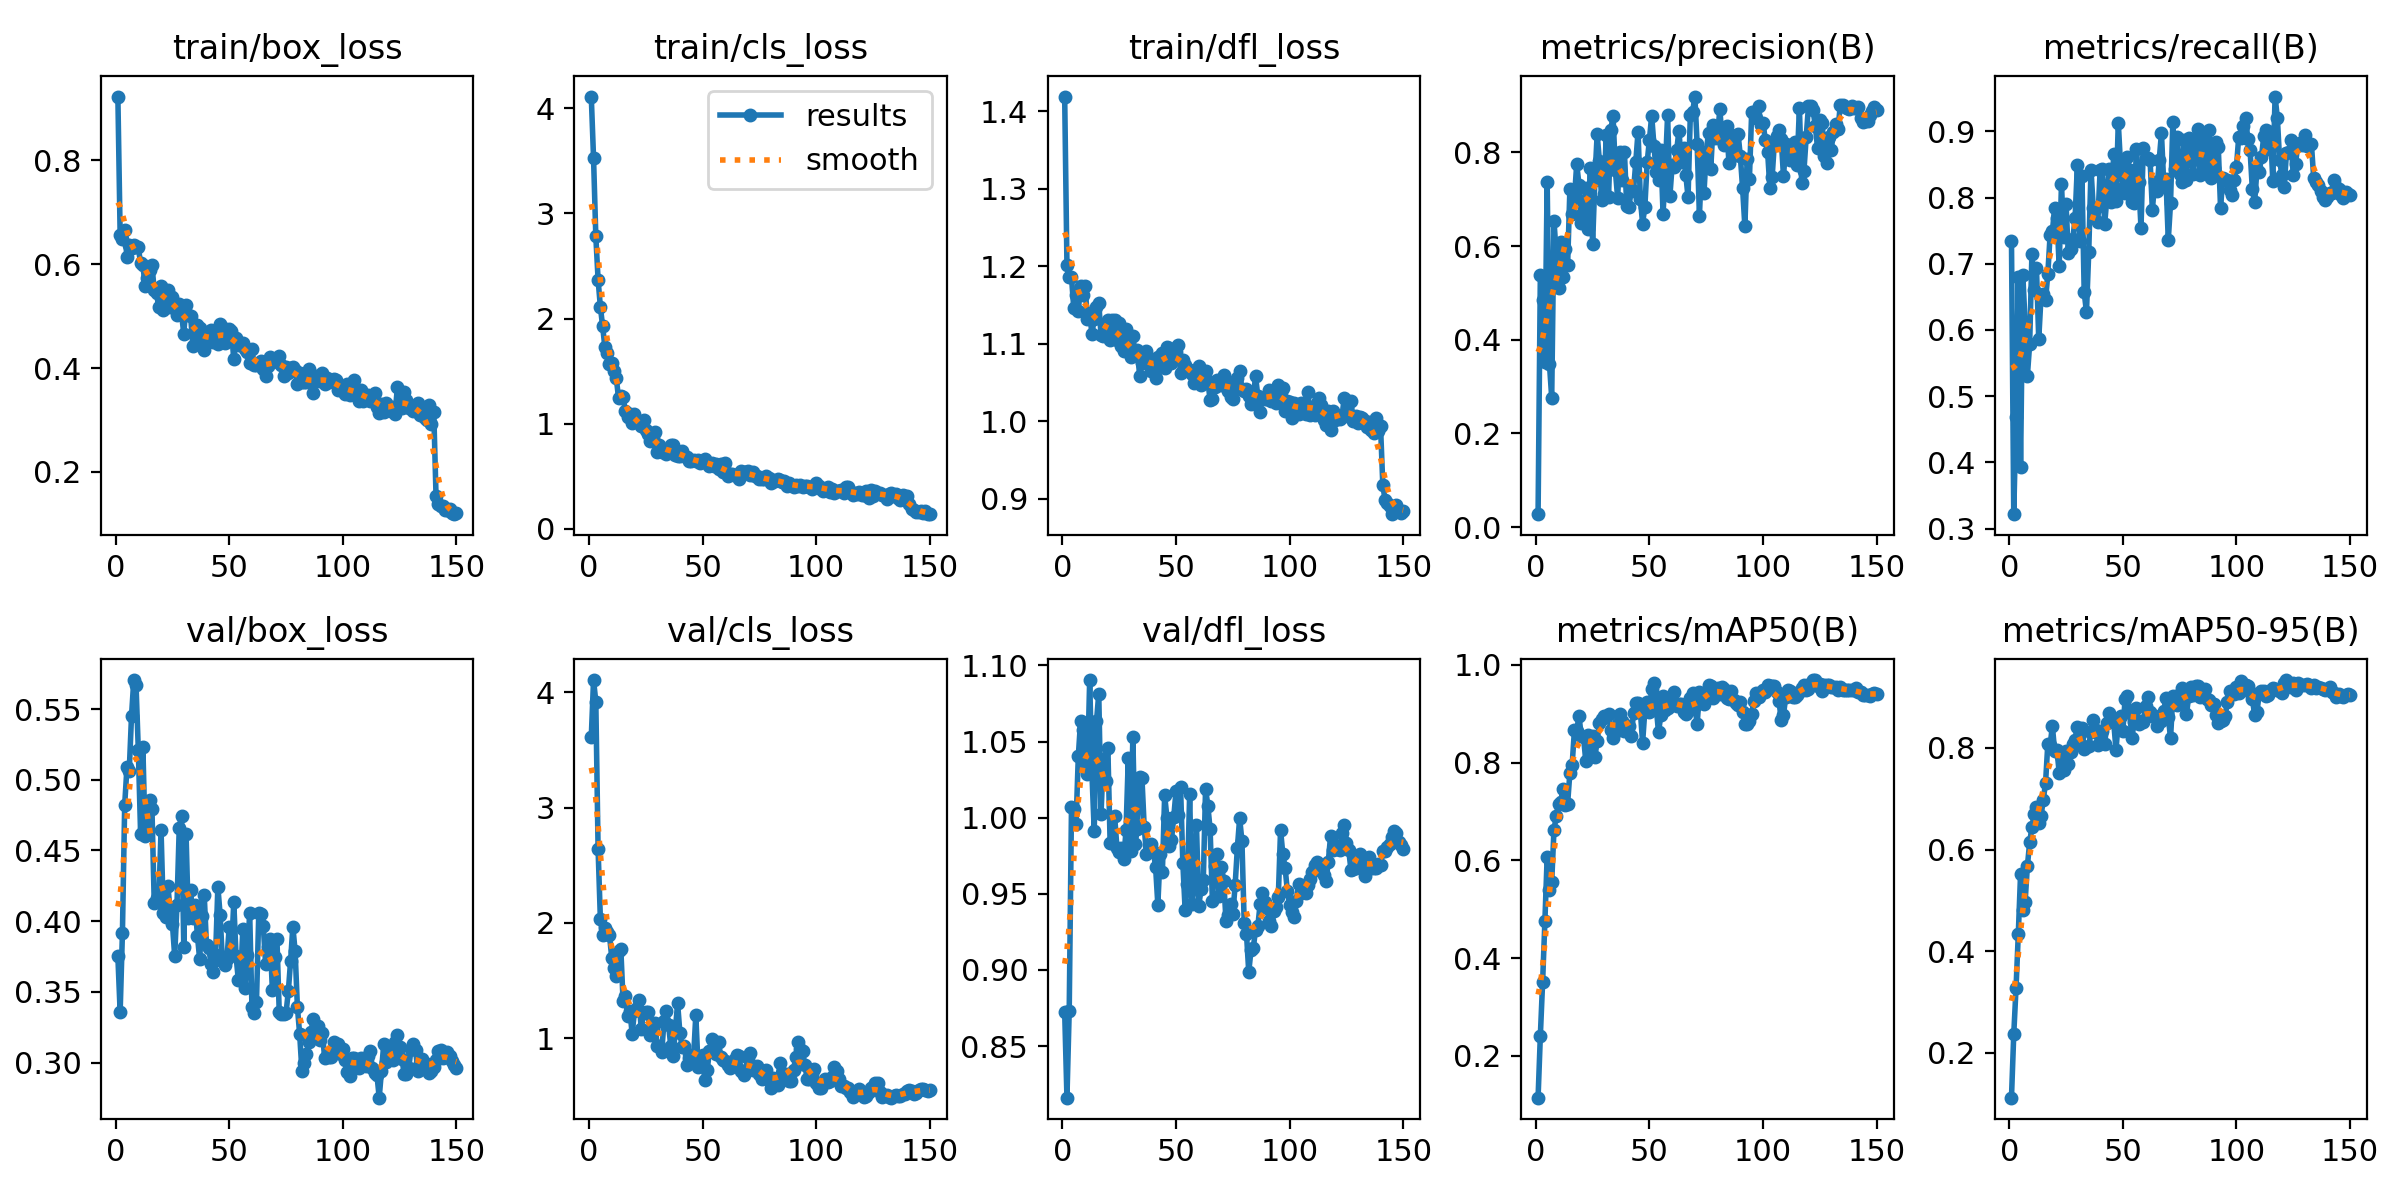 train/box_loss
train/cls_loss
train/dfl_loss
metrics/precision(B)
metrics/recall(B)
results
smooth
0.8
0.6
0.4
0.2
0 50 100 150
4
3
2
1
0
0 50 100 150
1.4
1.3
1.2
1.1
1.0
0.9
0 50 100 150
0.8
0.6
0.4
0.2
0.0
0 50 100 150
0.9
0.8
0.7
0.6
0.5
0.4
0.3
0 50 100 150
val/box_loss
val/cls_loss
val/dfl_loss
metrics/mAP50(B)
metrics/mAP50-95(B)
0.55
0.50
0.45
0.40
0.35
0.30
0 50 100 150
4
3
2
1
0 50 100 150
1.10
1.05
1.00
0.95
0.90
0.85
0 50 100 150
1.0
0.8
0.6
0.4
0.2
0 50 100 150
0.8
0.6
0.4
0.2
0 50 100 150